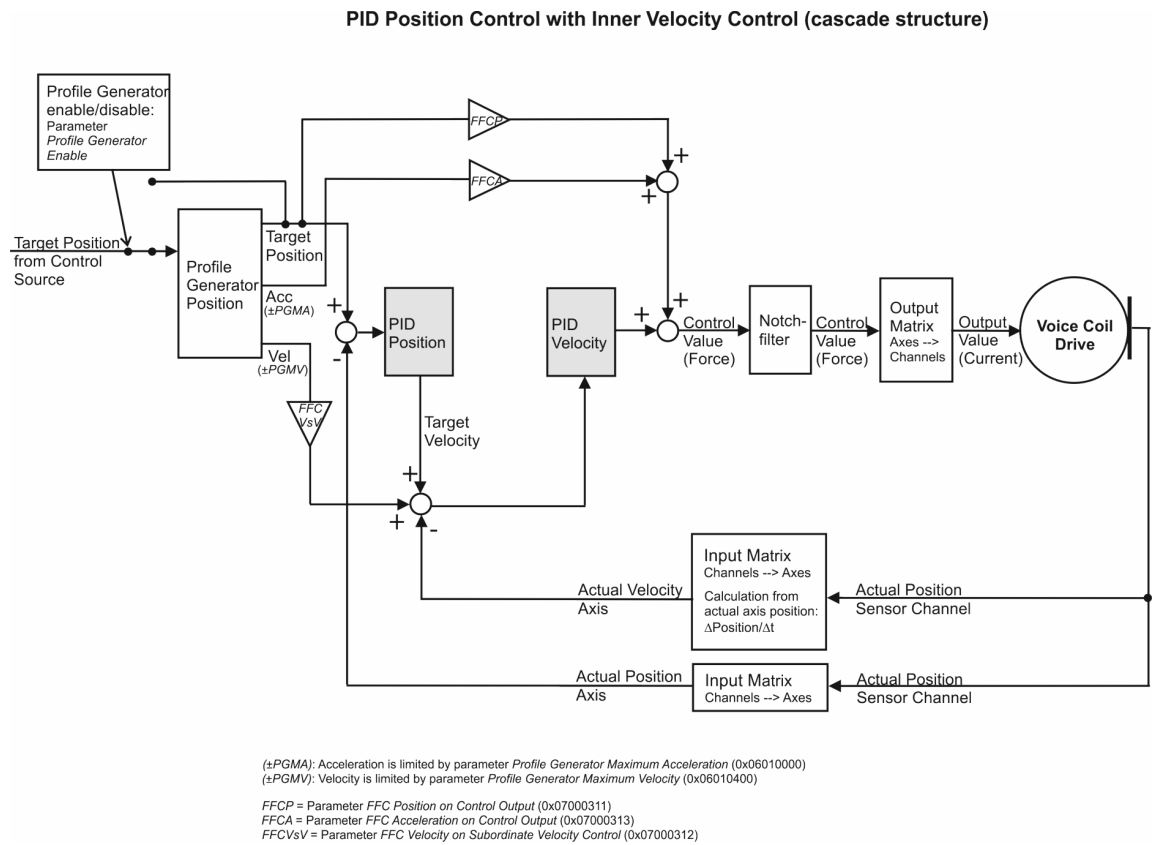 PID Position Control with Inner Velocity Control (cascade structure)
Profile Generator
enable/disable:
Parameter
Profile Generator
Enable
FFCP
+
FFCA
+
Target Position
from Control
Source
Profile
Generator
Position
Target
Position
Acc
(±PGMA)
Vel
(±PGMV)
FFC
VsV
+
-
PID
Position
Target
Velocity
+
+
-
PID
Velocity
+
+
Control
Value
(Force)
Notch-
filter
Control
Value
(Force)
Output
Matrix
Axes -->
Channels
Output
Value
(Current)
Voice Coil
Drive
Actual Velocity
Axis
Input Matrix
Channels --> Axes
Calculation from
actual axis position:
ΔPosition/Δt
Actual Position
Sensor Channel
Actual Position
Axis
Input Matrix
Channels --> Axes
Actual Position
Sensor Channel
(±PGMA): Acceleration is limited by parameter Profile Generator Maximum Acceleration (0x06010000)
(±PGMV): Velocity is limited by parameter Profile Generator Maximum Velocity (0x06010400)
FFCP = Parameter FFC Position on Control Output (0x07000311)
FFCA = Parameter FFC Acceleration on Control Output (0x07000313)
FFCVsV = Parameter FFC Velocity on Subordinate Velocity Control (0x07000312)